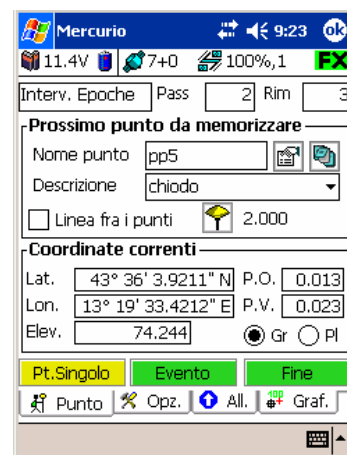 Mercurio 9:23 ok
11.4V 7+0 100%,1 FX
Interv. Epoche Pass 2 Rim 3
Prossimo punto da memorizzare
Nome punto pp5
Descrizione chiodo
Linea fra i punti 2.000
Coordinate correnti
Lat. 43° 36' 3.9211" N P.O. 0.013
Lon. 13° 19' 33.4212" E P.V. 0.023
Elev. 74.244 Gr Pl
Pt.Singolo Evento Fine
Punto Opz. All. Graf.